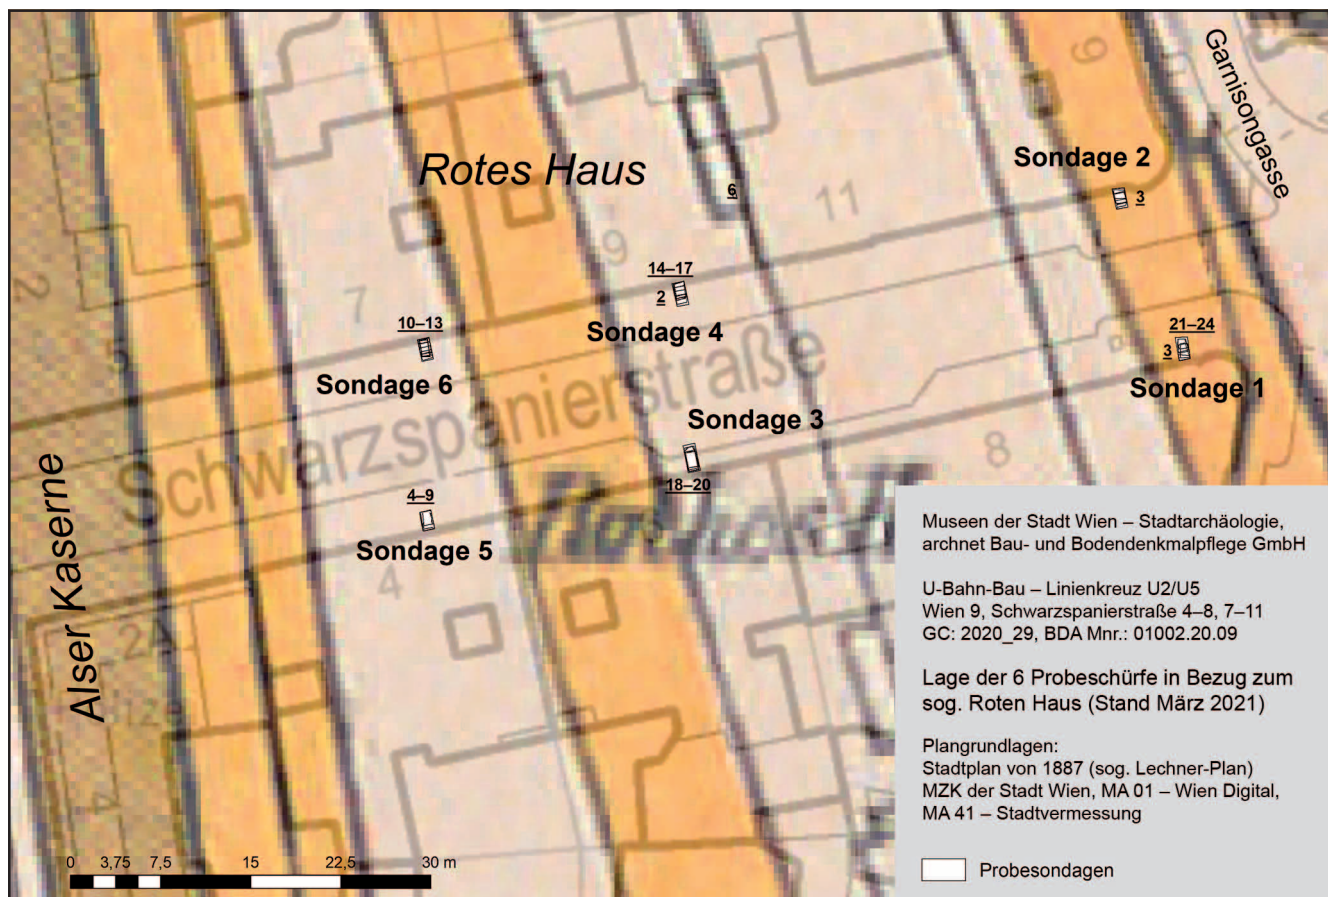 Garnisongasse
9
Sondage 2
3
Rotes Haus
6
11
9
14–17
2
Sondage 4
7
10–13
Sondage 6
21–24
3
Sondage 1
Schwarzspanierstraße
Sondage 3
18–20
8
4–9
Sondage 5
4
Alser Kaserne
2
2A
0 3,75 7,5 15 22,5 30 m
Museen der Stadt Wien – Stadtarchäologie,
archnet Bau- und Bodendenkmalpflege GmbH
U-Bahn-Bau – Linienkreuz U2/U5
Wien 9, Schwarzspanierstraße 4–8, 7–11
GC: 2020_29, BDA Mnr.: 01002.20.09
Lage der 6 Probeschürfe in Bezug zum
sog. Roten Haus (Stand März 2021)
Plangrundlagen:
Stadtplan von 1887 (sog. Lechner-Plan)
MZK der Stadt Wien, MA 01 – Wien Digital,
MA 41 – Stadtvermessung
Probesondagen